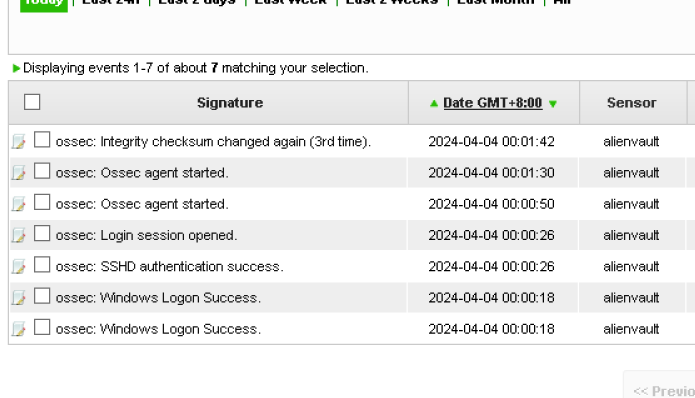 Today | Last 24h | Last 2 days | Last Week | Last 2 Weeks | Last Month | All
Displaying events 1-7 of about 7 matching your selection.
Signature Date GMT+8:00 Sensor
ossec: Integrity checksum changed again (3rd time). 2024-04-04 00:01:42 alienvault
ossec: Ossec agent started. 2024-04-04 00:01:30 alienvault
ossec: Ossec agent started. 2024-04-04 00:00:50 alienvault
ossec: Login session opened. 2024-04-04 00:00:26 alienvault
ossec: SSHD authentication success. 2024-04-04 00:00:26 alienvault
ossec: Windows Logon Success. 2024-04-04 00:00:18 alienvault
ossec: Windows Logon Success. 2024-04-04 00:00:18 alienvault
<< Previo